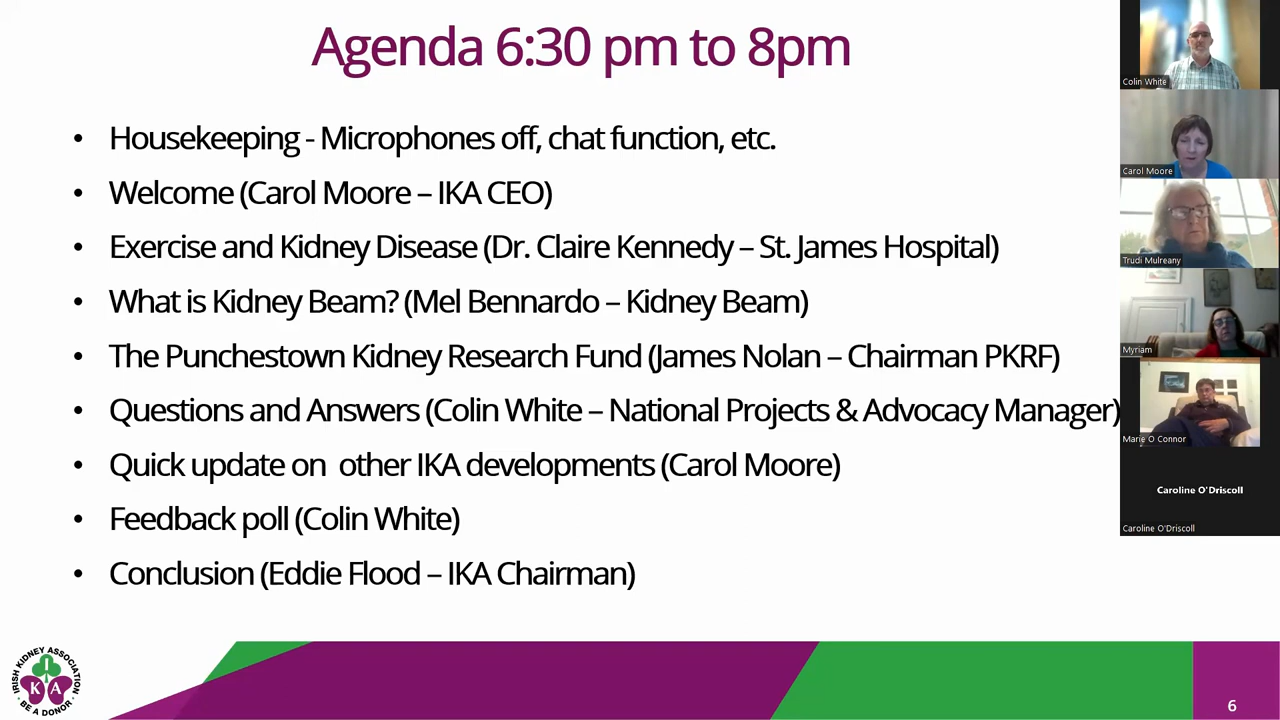 Agenda 6:30 pm to 8pm
• Housekeeping - Microphones off, chat function, etc.
• Welcome (Carol Moore – IKA CEO)
• Exercise and Kidney Disease (Dr. Claire Kennedy – St. James Hospital)
• What is Kidney Beam? (Mel Bennardo – Kidney Beam)
• The Punchestown Kidney Research Fund (James Nolan – Chairman PKRF)
• Questions and Answers (Colin White – National Projects & Advocacy Manager)
• Quick update on  other IKA developments (Carol Moore)
• Feedback poll (Colin White)
• Conclusion (Eddie Flood – IKA Chairman)
IRISH KIDNEY ASSOCIATION
I
K A
- BE A DONOR -
6
Colin White
Carol Moore
Trudi Mulreany
Myriam
Marie O Connor
Caroline O'Driscoll
Caroline O'Driscoll